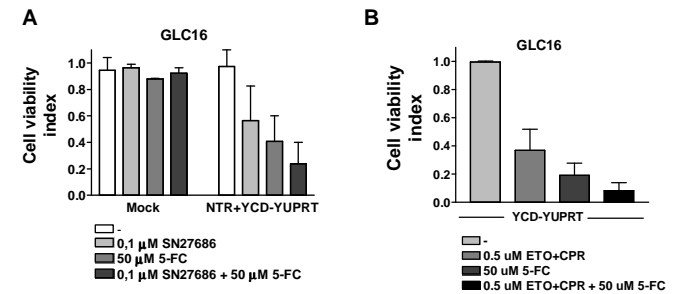 A
GLC16
Cell viability
index
1.0
0.8
0.6
0.4
0.2
0.0
Mock
NTR+YCD-YUPRT
-
0,1 μM SN27686
50 μM 5-FC
0,1 μM SN27686 + 50 μM 5-FC
B
GLC16
Cell viability
index
1.0
0.8
0.6
0.4
0.2
0.0
YCD-YUPRT
-
0.5 uM ETO+CPR
50 uM 5-FC
0.5 uM ETO+CPR + 50 uM 5-FC